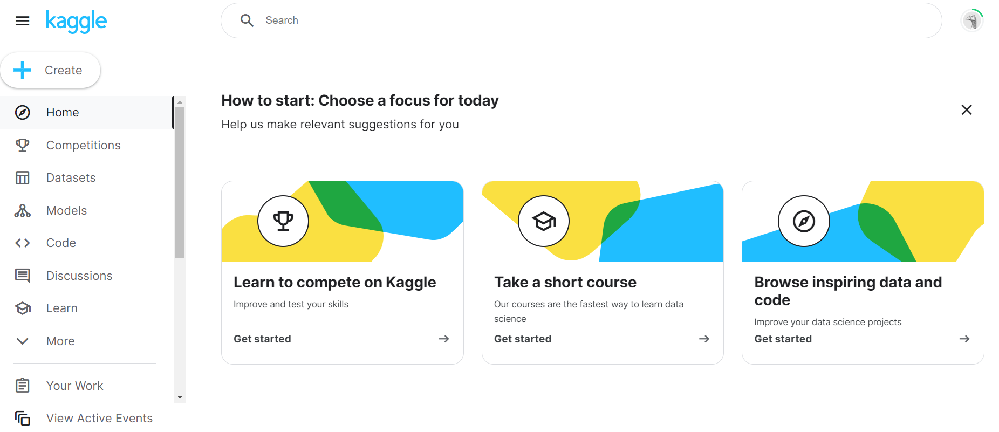 kaggle
Search
Create
Home
Competitions
Datasets
Models
Code
Discussions
Learn
More
Your Work
View Active Events
How to start: Choose a focus for today
Help us make relevant suggestions for you
Learn to compete on Kaggle
Improve and test your skills
Get started
Take a short course
Our courses are the fastest way to learn data
science
Get started
Browse inspiring data and
code
Improve your data science projects
Get started